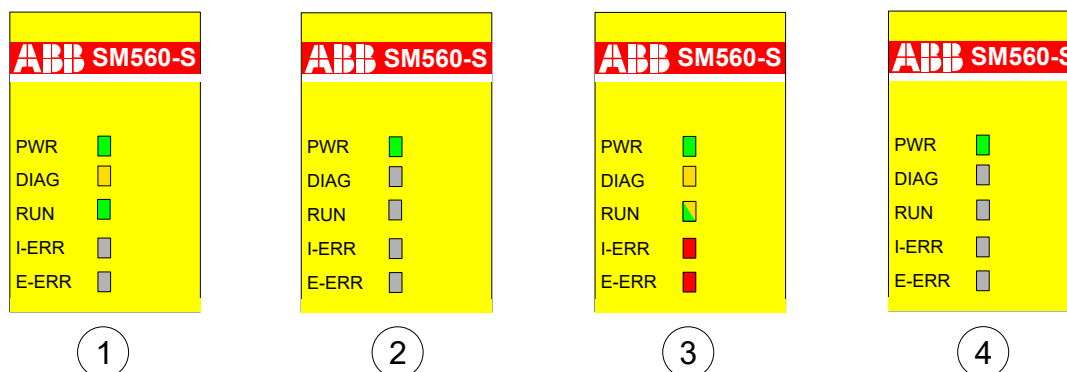 ABB SM560-S
PWR
DIAG
RUN
I-ERR
E-ERR
1
ABB SM560-S
PWR
DIAG
RUN
I-ERR
E-ERR
2
ABB SM560-S
PWR
DIAG
RUN
I-ERR
E-ERR
3
ABB SM560-S
PWR
DIAG
RUN
I-ERR
E-ERR
4